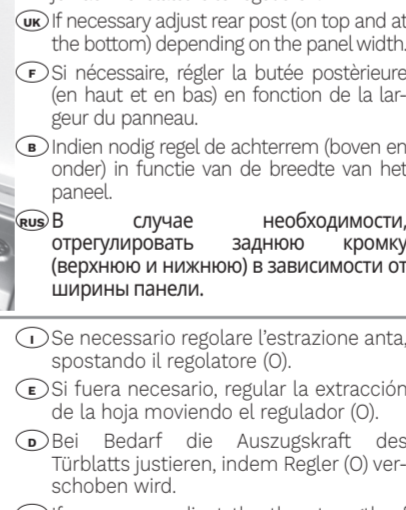 UK If necessary adjust rear post (on top and at
the bottom) depending on the panel width.
F Si nécessaire, régler la butée postèrieure
(en haut et en bas) en fonction de la lar-
geur du panneau.
B Indien nodig regel de achterrem (boven en
onder) in functie van de breedte van het
paneel.
RUS В случае необходимости,
отрегулировать заднюю кромку
(верхнюю и нижнюю) в зависимости от
ширины панели.
I Se necessario regolare l'estrazione anta,
spostando il regolatore (O).
E Si fuera necesario, regular la extracción
de la hoja moviendo el regulador (O).
D Bei Bedarf die Auszugskraft des
Türblatts justieren, indem Regler (O) ver-
schoben wird.